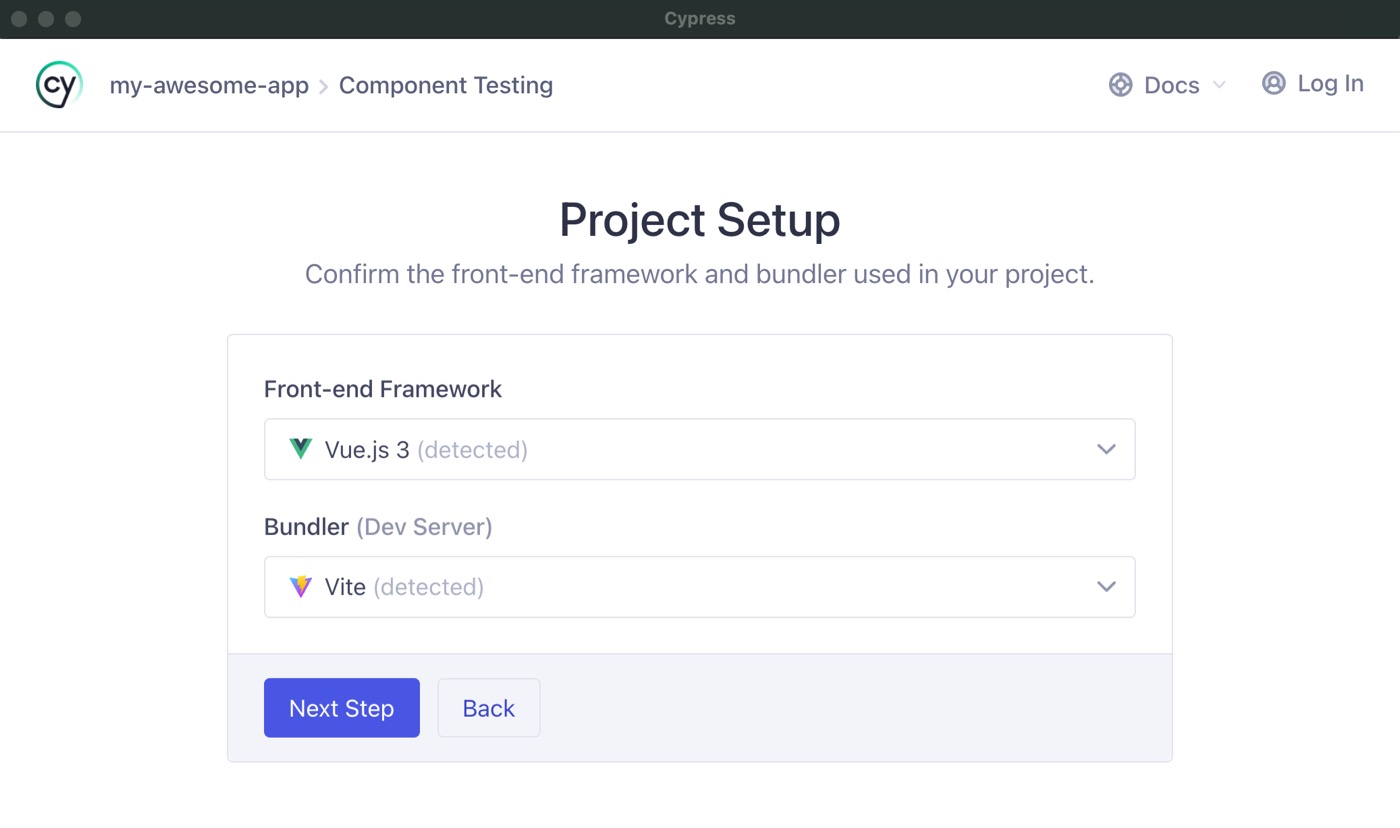 Cypress
cy my-awesome-app Component Testing Docs Log In
Project Setup
Confirm the front-end framework and bundler used in your project.
Front-end Framework
Vue.js 3 (detected)
Bundler (Dev Server)
Vite (detected)
Next Step Back